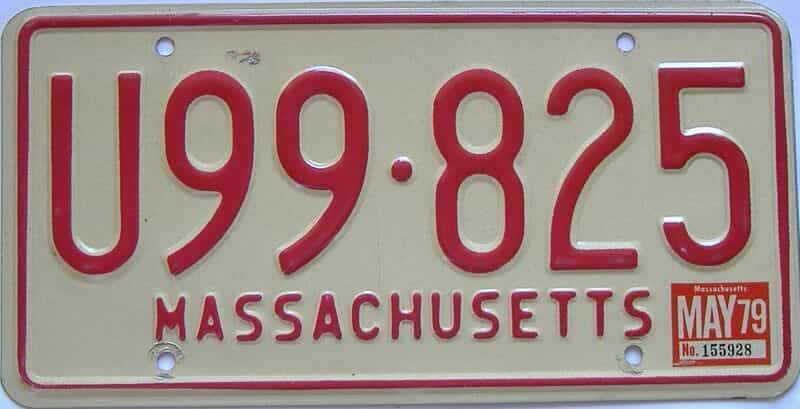 U99·825
MASSACHUSETTS
Massachusetts
MAY 79
No. 155928